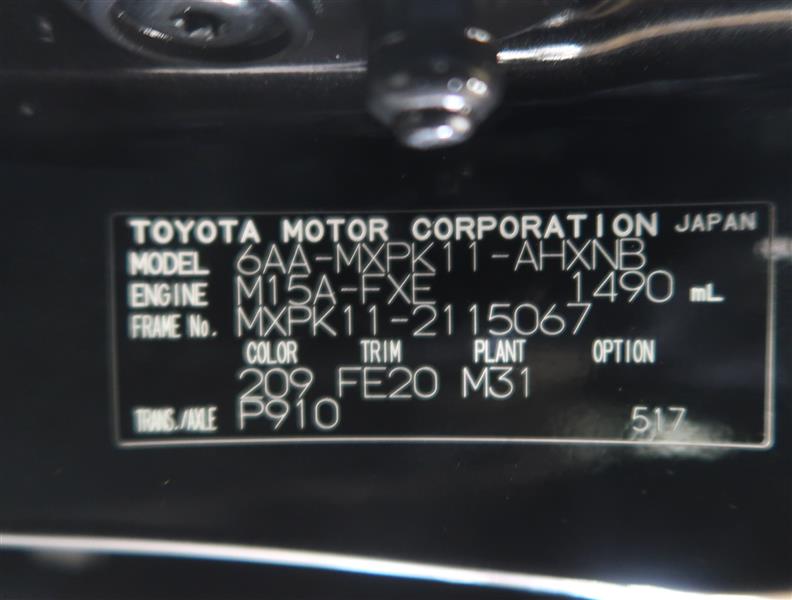 TOYOTA MOTOR CORPORATION JAPAN
MODEL 6AA-MXPK11-AHXNB
ENGINE M15A-FXE 1490 mL
FRAME No. MXPK11-2115067
COLOR TRIM PLANT OPTION
209 FE20 M31
TRANS./AXLE P910 517